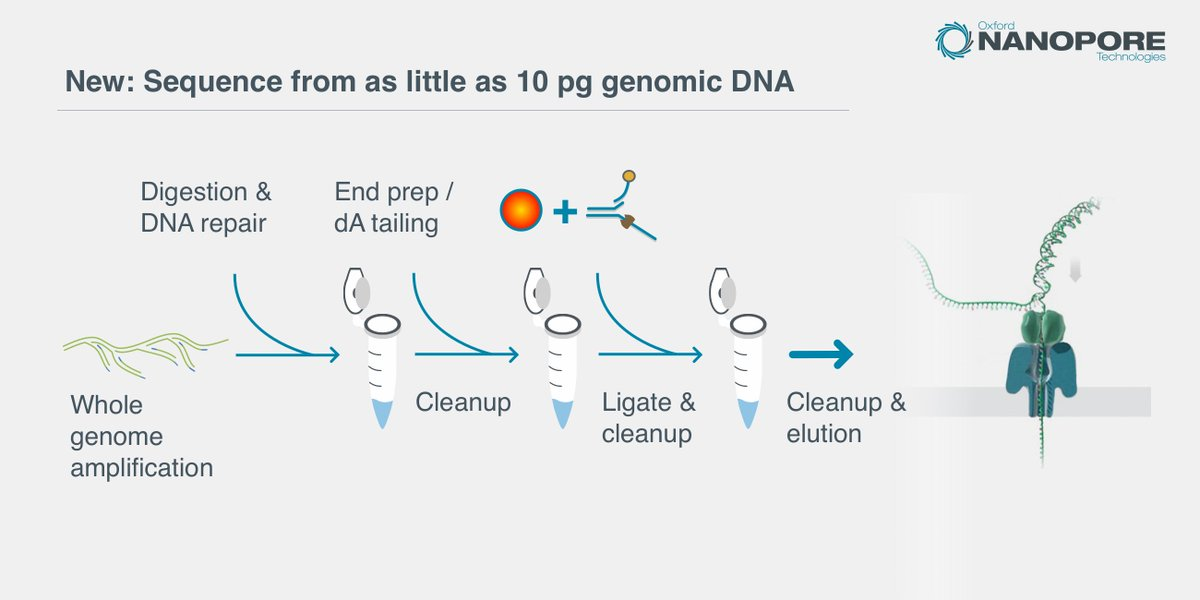 Oxford
NANOPORE
Technologies
New: Sequence from as little as 10 pg genomic DNA
Digestion &
DNA repair
End prep /
dA tailing
+
Whole
genome
amplification
Cleanup
Ligate &
cleanup
Cleanup &
elution